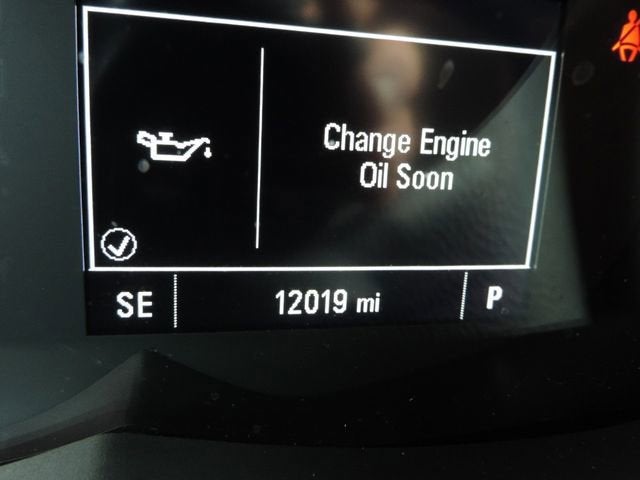 Change Engine
Oil Soon
SE
12019 mi
P